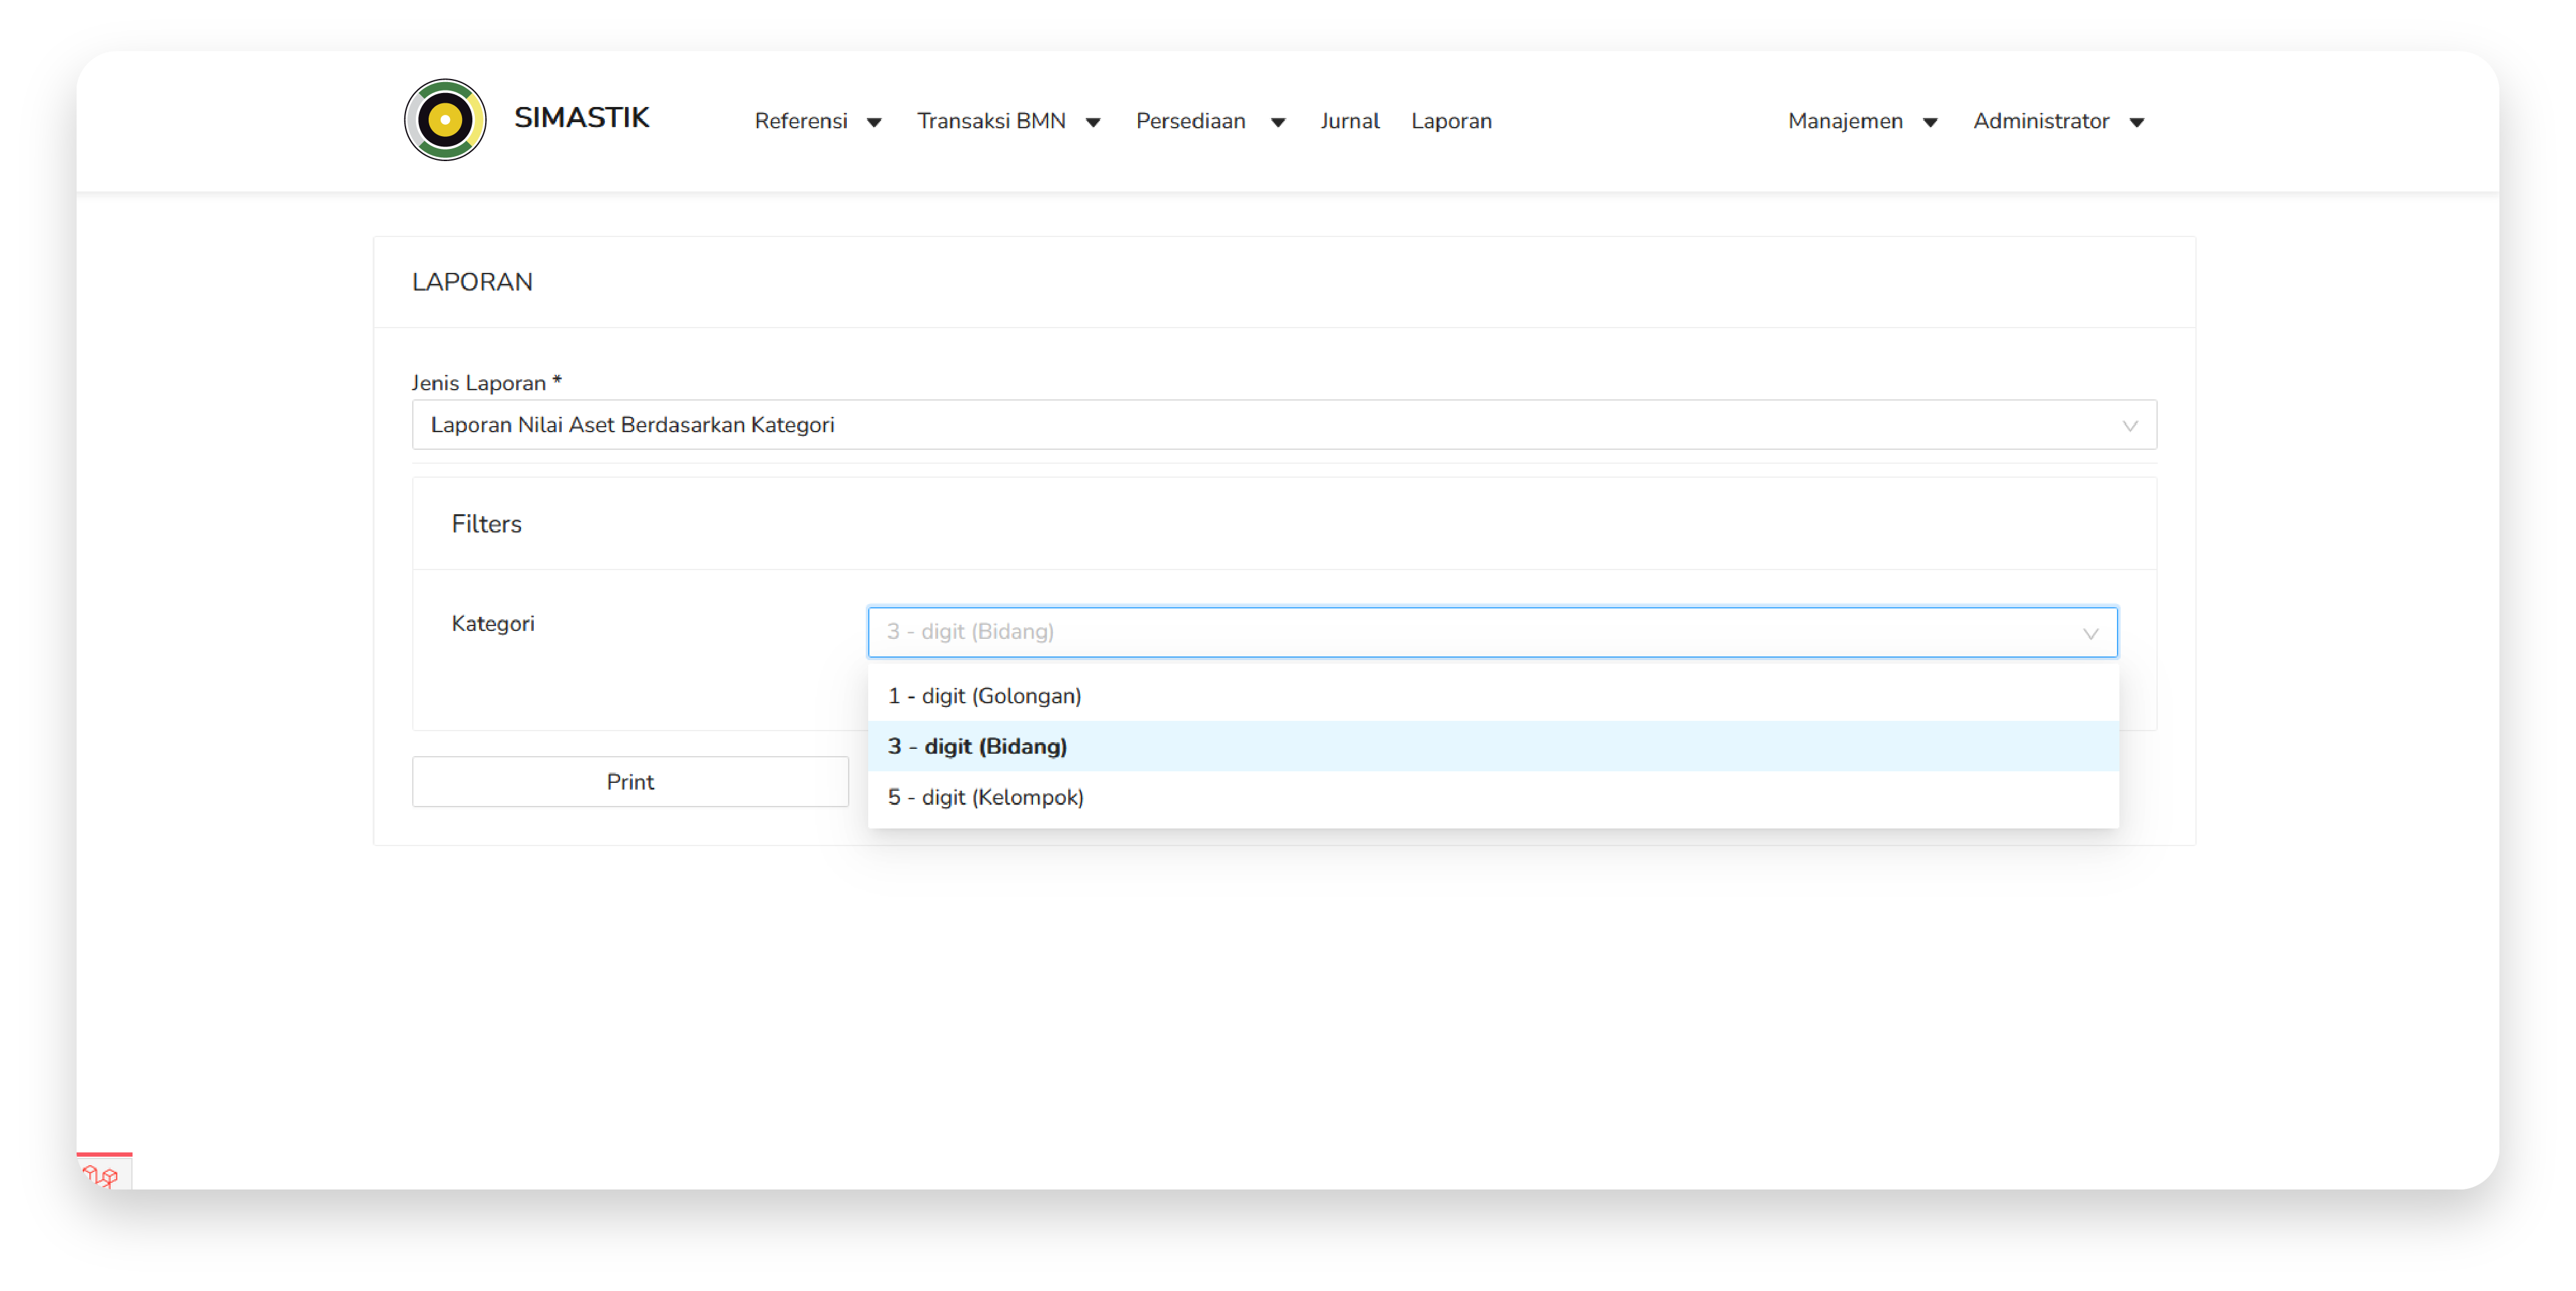 SIMASTIK
Referensi
Transaksi BMN
Persediaan
Jurnal
Laporan
Manajemen
Administrator
LAPORAN
Jenis Laporan *
Laporan Nilai Aset Berdasarkan Kategori
Filters
Kategori
3 - digit (Bidang)
1 - digit (Golongan)
3 - digit (Bidang)
5 - digit (Kelompok)
Print